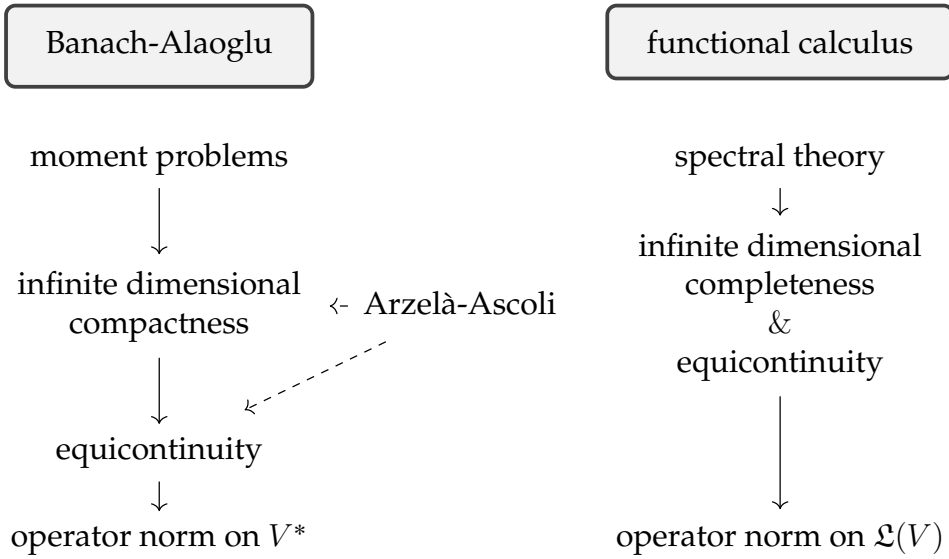 Banach-Alaoglu
functional calculus
moment problems
spectral theory
infinite dimensional
compactness
Arzelà-Ascoli
infinite dimensional
completeness
&
equicontinuity
equicontinuity
operator norm on V*
operator norm on 𝔏(V)